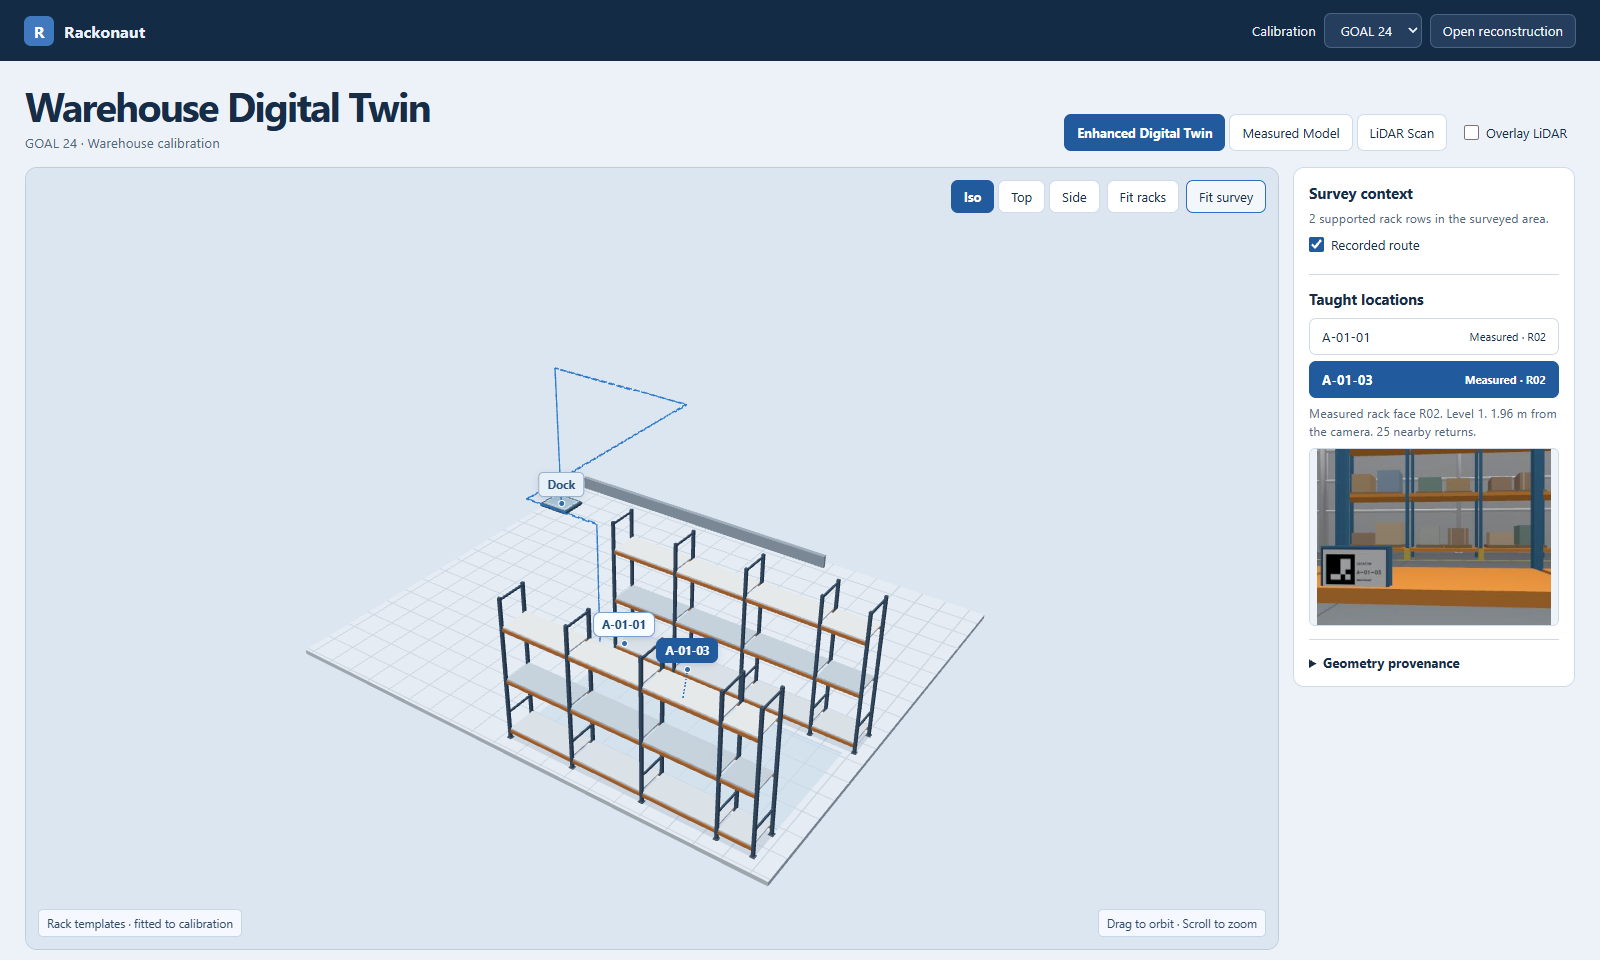 R Rackonaut
Calibration GOAL 24 Open reconstruction
Warehouse Digital Twin
GOAL 24 · Warehouse calibration
Enhanced Digital Twin Measured Model LiDAR Scan Overlay LiDAR
Iso Top Side Fit racks Fit survey
Dock
A-01-01
A-01-03
Rack templates · fitted to calibration
Drag to orbit · Scroll to zoom
Survey context
2 supported rack rows in the surveyed area.
Recorded route
Taught locations
A-01-01 Measured · R02
A-01-03 Measured · R02
Measured rack face R02. Level 1. 1.96 m from
the camera. 25 nearby returns.
A-01-03
Geometry provenance